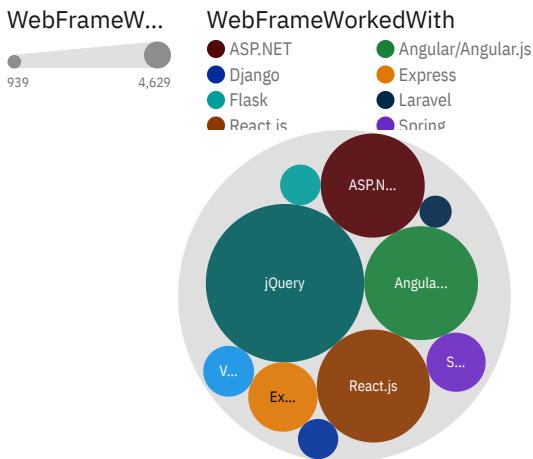 WebFrameW...
939
4,629
WebFrameWorkedWith
ASP.NET
Angular/Angular.js
Django
Express
Flask
Laravel
React.js
Spring
ASP.N...
jQuery
Angula...
V...
S...
Ex...
React.js